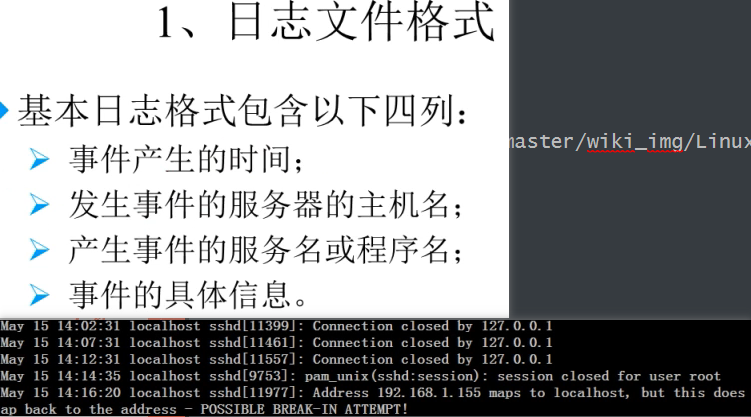 1、日志文件格式
基本日志格式包含以下四列：
事件产生的时间；
master/wiki_img/Linux
发生事件的服务器的主机名；
产生事件的服务名或程序名；
事件的具体信息。
May 15 14:02:31 localhost sshd[11399]: Connection closed by 127.0.0.1
May 15 14:07:31 localhost sshd[11461]: Connection closed by 127.0.0.1
May 15 14:12:31 localhost sshd[11557]: Connection closed by 127.0.0.1
May 15 14:14:35 localhost sshd[9753]: pam_unix(sshd:session): session closed for user root
May 15 14:16:20 localhost sshd[11977]: Address 192.168.1.155 maps to localhost, but this does
ap back to the address - POSSIBLE BREAK-IN ATTEMPT!